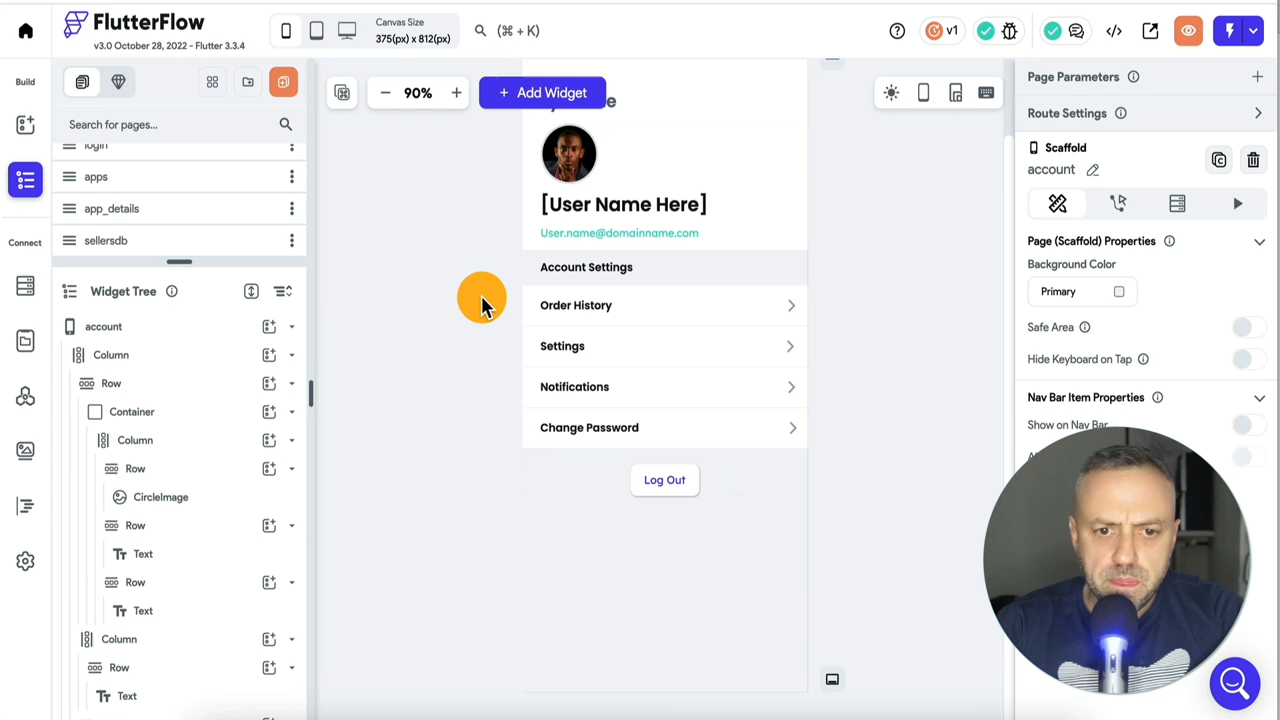 FlutterFlow
v3.0 October 28, 2022 - Flutter 3.3.4
Canvas Size
375(px) x 812(px)
(⌘ + K)
v1
Build
90%
+ Add Widget
Page Parameters
Search for pages...
Route Settings
login
Scaffold
account
apps
app_details
[User Name Here]
User.name@domainname.com
Connect
sellersdb
Page (Scaffold) Properties
Background Color
Account Settings
Widget Tree
Primary
Order History
account
Safe Area
Settings
Column
Hide Keyboard on Tap
Row
Notifications
Nav Bar Item Properties
Container
Show on Nav Bar
Change Password
Column
Row
Log Out
CircleImage
Row
Text
Row
Text
Column
Row
Text